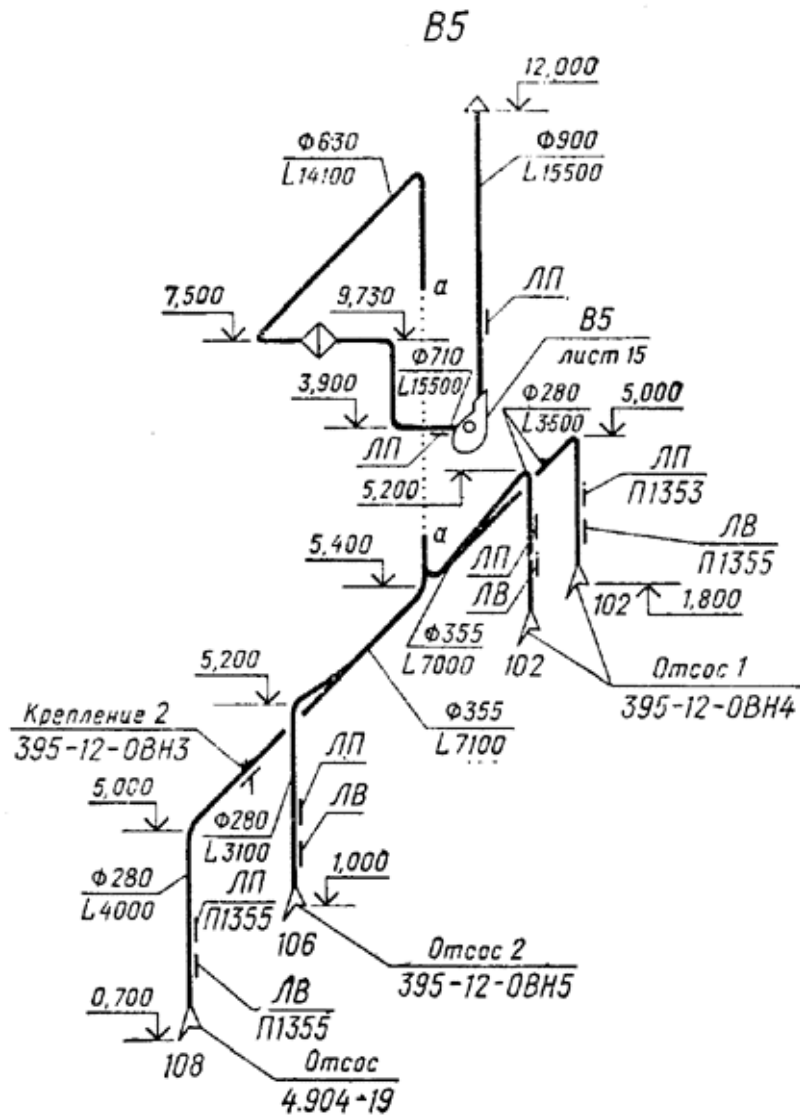 В5
12,000
Ф630
L14100
Ф900
L15500
а
7,500
9,730
ЛП
В5
лист 15
Ф710
L15500
3,900
ЛП
Ф280
L3500
5,000
5,200
ЛП
П1353
а
ЛП
ЛВ
П1355
5,400
ЛВ
102
1,800
Ф355
L7000
102
5,200
Отсос 1
395-12-ОВН4
Крепление 2
395-12-ОВН3
Ф355
L7100
5,000
ЛП
Ф280
L3100
ЛВ
1,000
Ф280
L4000
ЛП
П1355
106
Отсос 2
395-12-ОВН5
0,700
ЛВ
П1355
108
Отсос
4.904-19